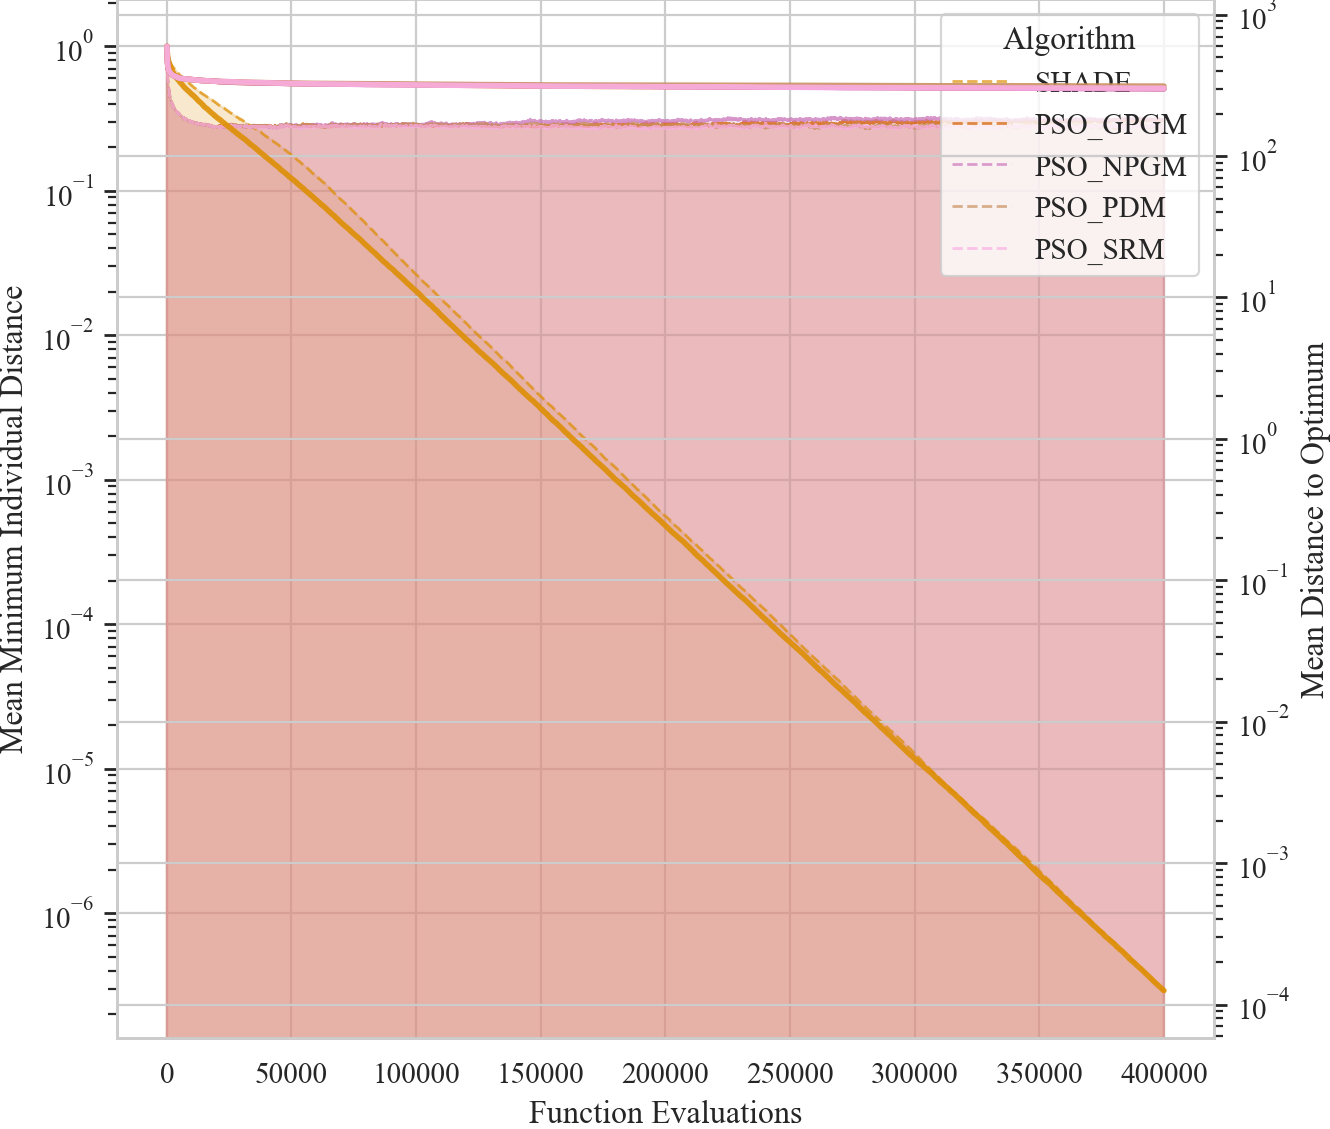 Algorithm
SHADE
PSO_GPGM
PSO_NPGM
PSO_PDM
PSO_SRM
Mean Minimum Individual Distance
10^0
10^-1
10^-2
10^-3
10^-4
10^-5
10^-6
Mean Distance to Optimum
10^3
10^2
10^1
10^0
10^-1
10^-2
10^-3
10^-4
0 50000 100000 150000 200000 250000 300000 350000 400000
Function Evaluations